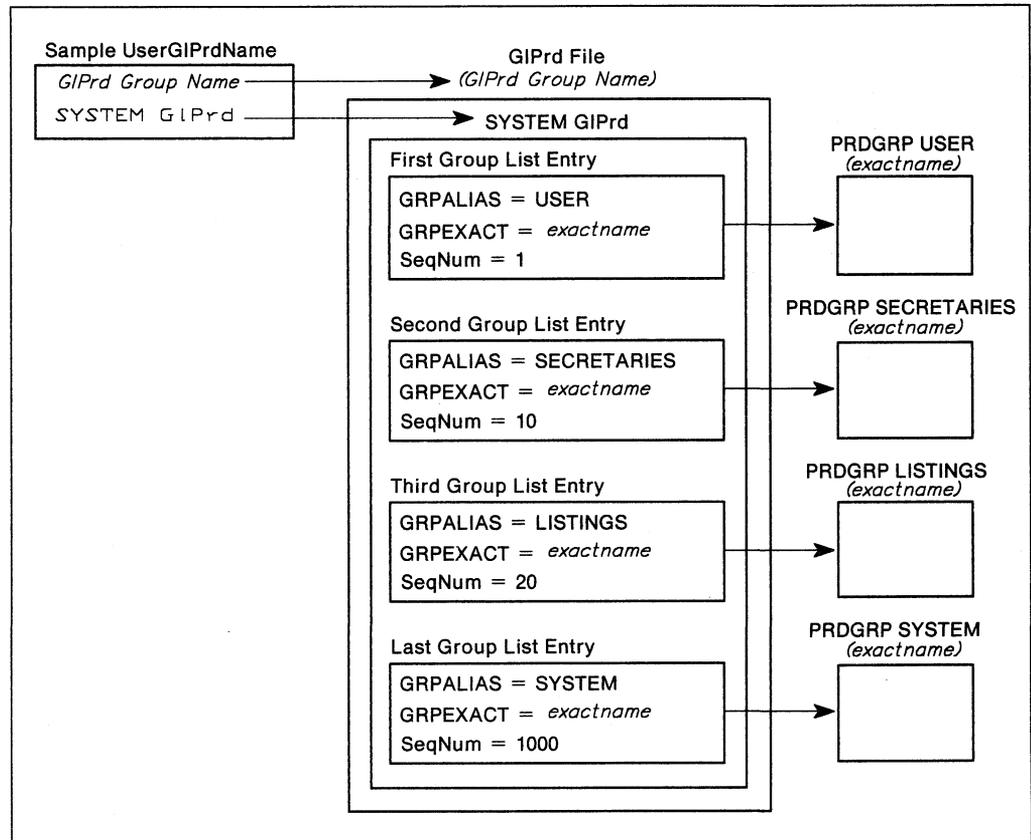 Sample UserGlPrdName
GlPrd Group Name
SYSTEM GlPrd
GlPrd File
(GlPrd Group Name)
SYSTEM GlPrd
First Group List Entry
GRPALIAS = USER
GRPEXACT = exactname
SeqNum = 1
PRDGRP USER
(exactname)
Second Group List Entry
GRPALIAS = SECRETARIES
GRPEXACT = exactname
SeqNum = 10
PRDGRP SECRETARIES
(exactname)
Third Group List Entry
GRPALIAS = LISTINGS
GRPEXACT = exactname
SeqNum = 20
PRDGRP LISTINGS
(exactname)
Last Group List Entry
GRPALIAS = SYSTEM
GRPEXACT = exactname
SeqNum = 1000
PRDGRP SYSTEM
(exactname)